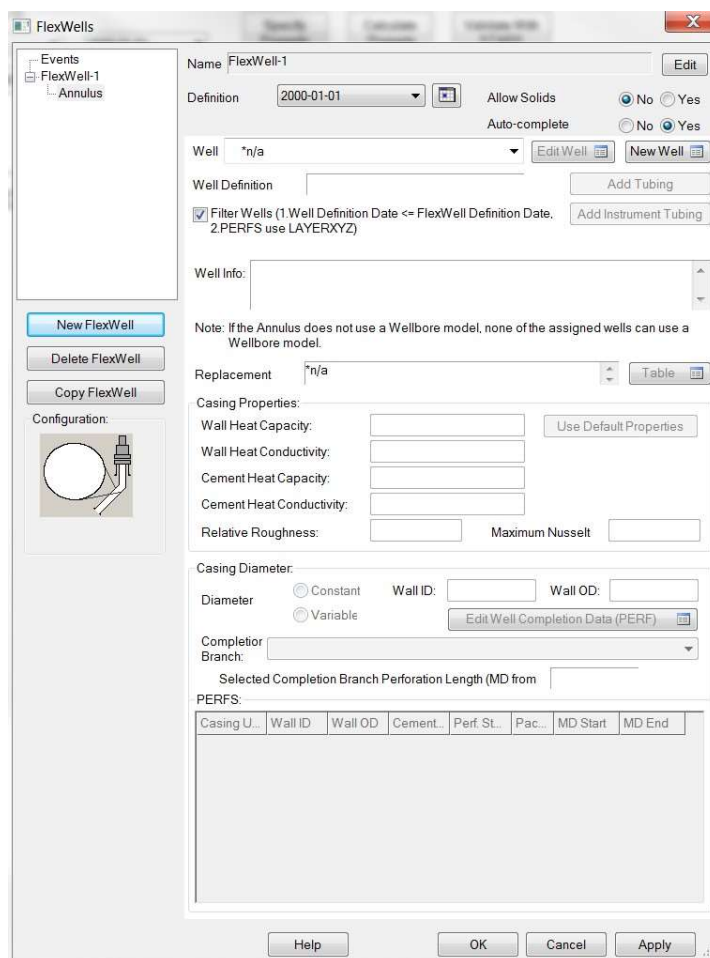 FlexWells
Events
FlexWell-1
Annulus
New FlexWell
Delete FlexWell
Copy FlexWell
Configuration:
Name FlexWell-1 Edit
Definition 2000-01-01 Allow Solids No Yes
Auto-complete No Yes
Well *n/a Edit Well New Well
Well Definition Add Tubing
Filter Wells (1.Well Definition Date <= FlexWell Definition Date, Add Instrument Tubing
2.PERFS use LAYERXYZ)
Well Info:
Note: If the Annulus does not use a Wellbore model, none of the assigned wells can use a
Wellbore model.
Replacement *n/a Table
Casing Properties:
Wall Heat Capacity: Use Default Properties
Wall Heat Conductivity:
Cement Heat Capacity:
Cement Heat Conductivity:
Relative Roughness: Maximum Nusselt
Casing Diameter:
Diameter Constant Wall ID: Wall OD:
Variable Edit Well Completion Data (PERF)
Completior
Branch:
Selected Completion Branch Perforation Length (MD from
PERFS:
Casing U... Wall ID Wall OD Cement... Perf. St... Pac... MD Start MD End
Help OK Cancel Apply